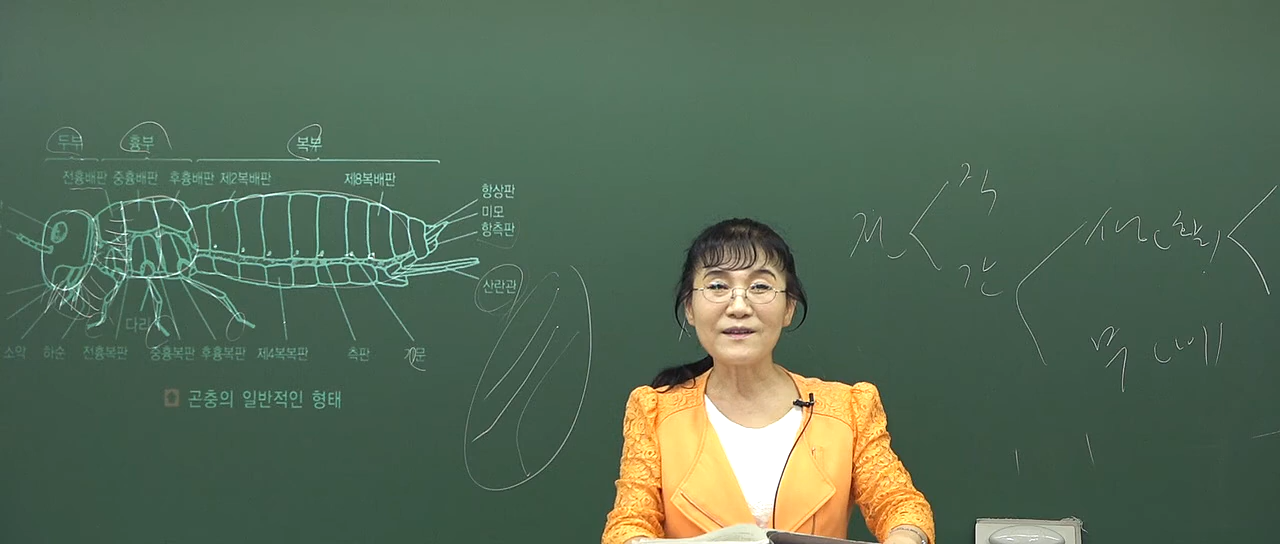 두부 흉부 복부
전흉배판 중흉배판 후흉배판 제2복배판 제8복배판
항상판
미모
항측판
산란관
다리
소악 하순 전흉복판 중흉복판 후흉복판 제4복복판 측판 기문
곤충의 일반적인 형태